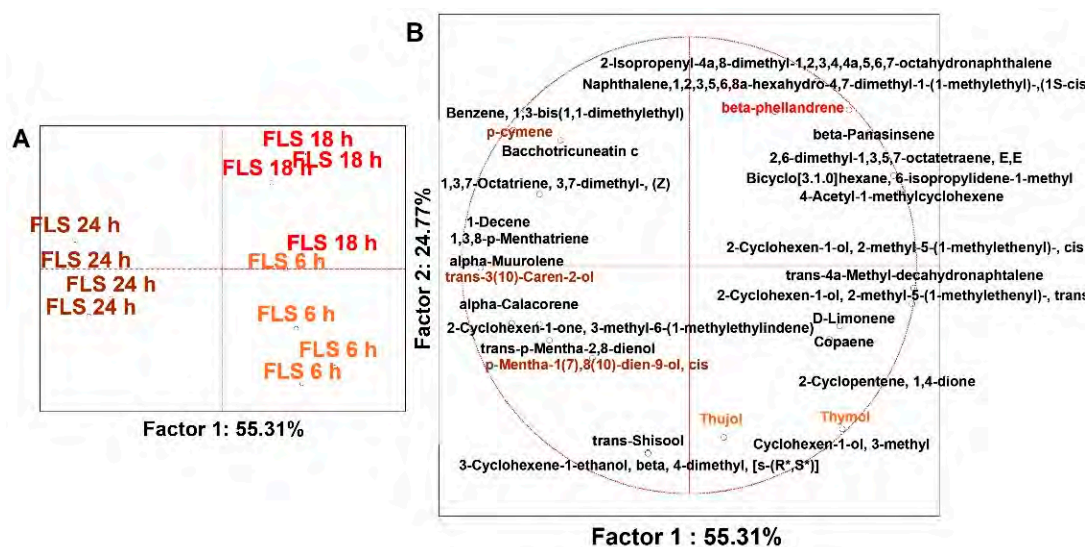 A
FLS 18 h
FLS 18 h
FLS 18 h
FLS 24 h
FLS 18 h
FLS 24 h
FLS 6 h
FLS 24 h
FLS 24 h
FLS 6 h
FLS 6 h
FLS 6 h
Factor 1: 55.31%
Factor 2: 24.77%
B
2-Isopropenyl-4a,8-dimethyl-1,2,3,4,4a,5,6,7-octahydronaphthalene
Naphthalene,1,2,3,5,6,8a-hexahydro-4,7-dimethyl-1-(1-methylethyl)-,(1S-cis
Benzene, 1,3-bis(1,1-dimethylethyl)
beta-phellandrene
p-cymene
beta-Panasinsene
Bacchotricuneatin c
2,6-dimethyl-1,3,5,7-octatetraene, E,E
Bicyclo[3.1.0]hexane, 6-isopropylidene-1-methyl
1,3,7-Octatriene, 3,7-dimethyl-, (Z)
4-Acetyl-1-methylcyclohexene
1-Decene
1,3,8-p-Menthatriene
2-Cyclohexen-1-ol, 2-methyl-5-(1-methylethenyl)-, cis
alpha-Muurolene
trans-3(10)-Caren-2-ol
trans-4a-Methyl-decahydronaphtalene
2-Cyclohexen-1-ol, 2-methyl-5-(1-methylethenyl)-, trans
alpha-Calacorene
D-Limonene
2-Cyclohexen-1-one, 3-methyl-6-(1-methylethylindene)
Copaene
trans-p-Mentha-2,8-dienol
p-Mentha-1(7),8(10)-dien-9-ol, cis
2-Cyclopentene, 1,4-dione
Thujol
Thymol
trans-Shisool
Cyclohexen-1-ol, 3-methyl
3-Cyclohexene-1-ethanol, beta, 4-dimethyl, [s-(R*,S*)]
Factor 1 : 55.31%